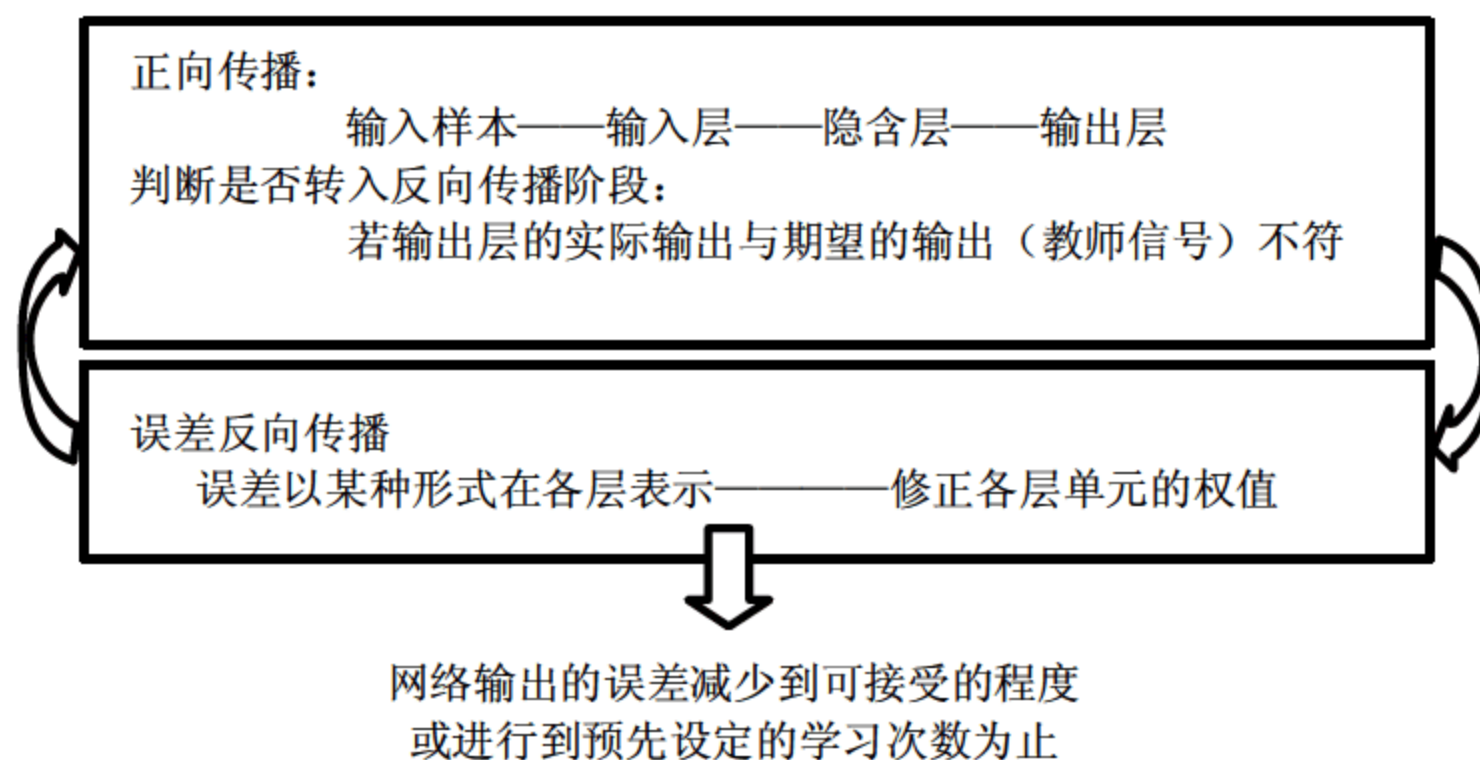 正向传播：
输入样本——输入层——隐含层——输出层
判断是否转入反向传播阶段：
若输出层的实际输出与期望的输出（教师信号）不符
误差反向传播
误差以某种形式在各层表示————修正各层单元的权值
网络输出的误差减少到可接受的程度
或进行到预先设定的学习次数为止